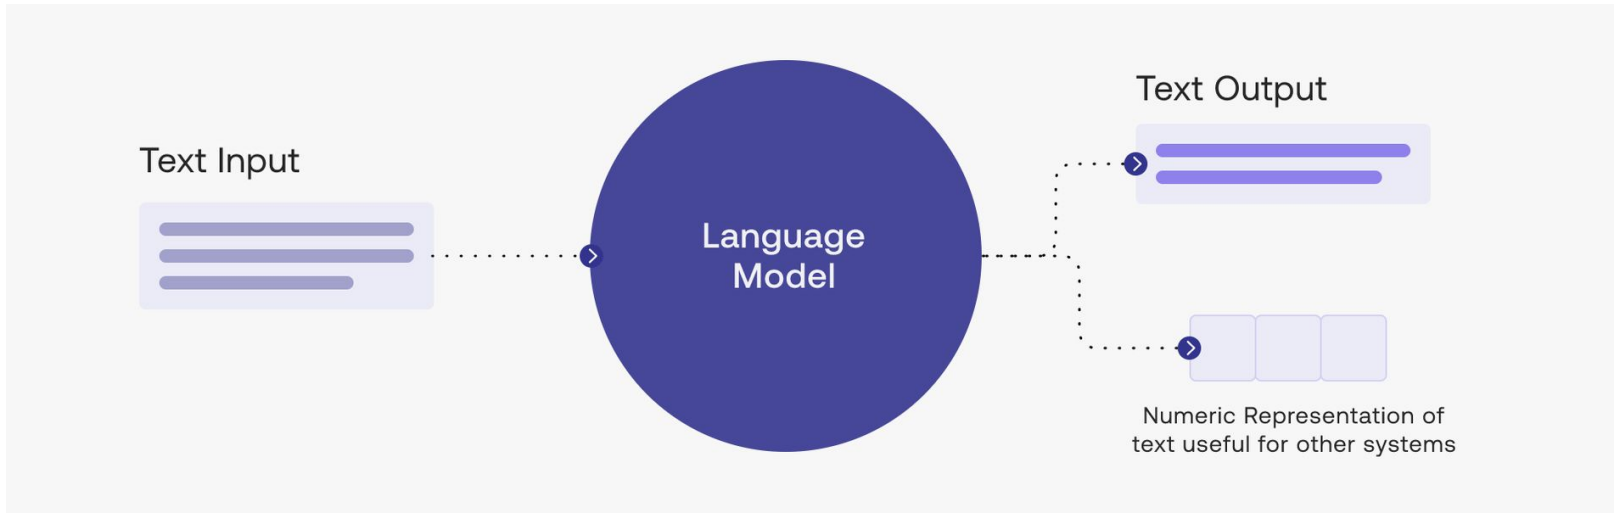 Text Input
Language
Model
Text Output
Numeric Representation of
text useful for other systems